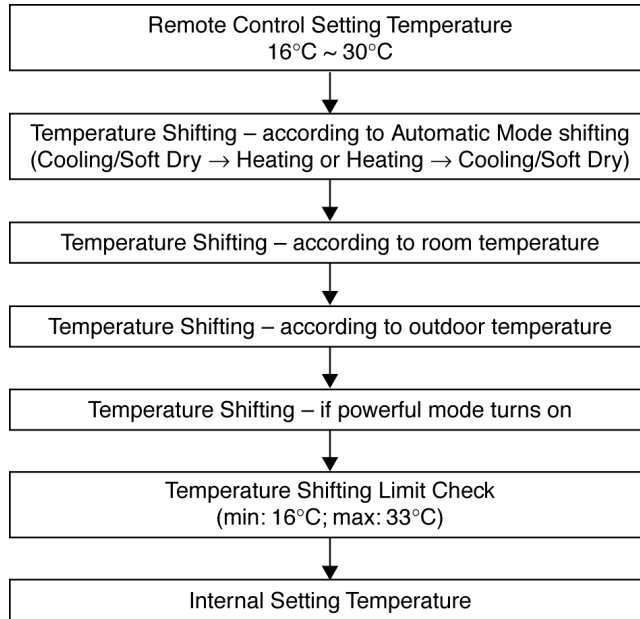 Remote Control Setting Temperature
16°C ~ 30°C
Temperature Shifting – according to Automatic Mode shifting
(Cooling/Soft Dry → Heating or Heating → Cooling/Soft Dry)
Temperature Shifting – according to room temperature
Temperature Shifting – according to outdoor temperature
Temperature Shifting – if powerful mode turns on
Temperature Shifting Limit Check
(min: 16°C; max: 33°C)
Internal Setting Temperature